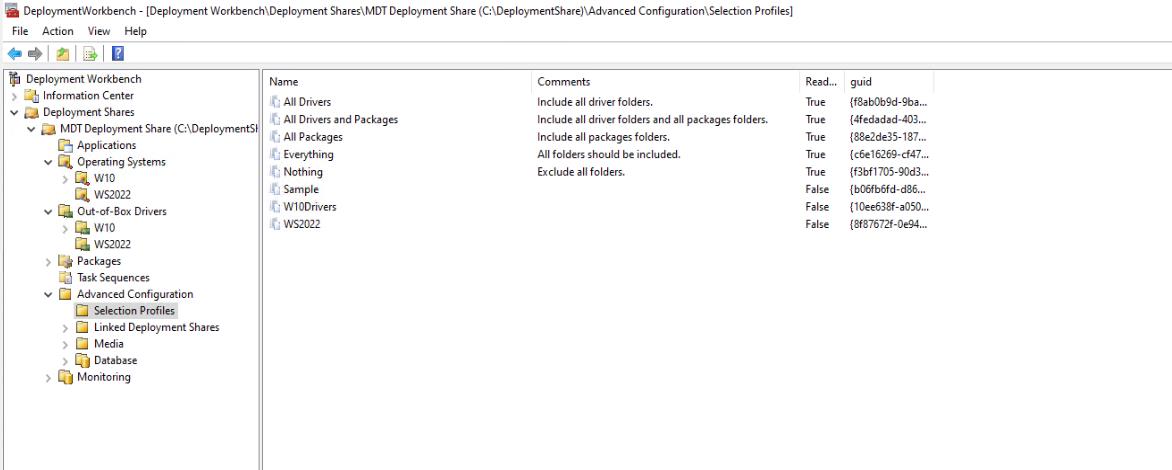 DeploymentWorkbench - [Deployment Workbench\Deployment Shares\MDT Deployment Share (C:\DeploymentShare)\Advanced Configuration\Selection Profiles]
File Action View Help
Deployment Workbench
Information Center
Deployment Shares
MDT Deployment Share (C:\DeploymentSh
Applications
Operating Systems
W10
WS2022
Out-of-Box Drivers
W10
WS2022
Packages
Task Sequences
Advanced Configuration
Selection Profiles
Linked Deployment Shares
Media
Database
Monitoring
Name Comments Read... guid
All Drivers Include all driver folders. True {f8ab0b9d-9ba...
All Drivers and Packages Include all driver folders and all packages folders. True {4fedadad-403...
All Packages Include all packages folders. True {88e2de35-187...
Everything All folders should be included. True {c6e16269-cf47...
Nothing Exclude all folders. True {f3bf1705-90d3...
Sample False {b06fb6fd-d86...
W10Drivers False {10ee638f-a050...
WS2022 False {8f87672f-0e94...